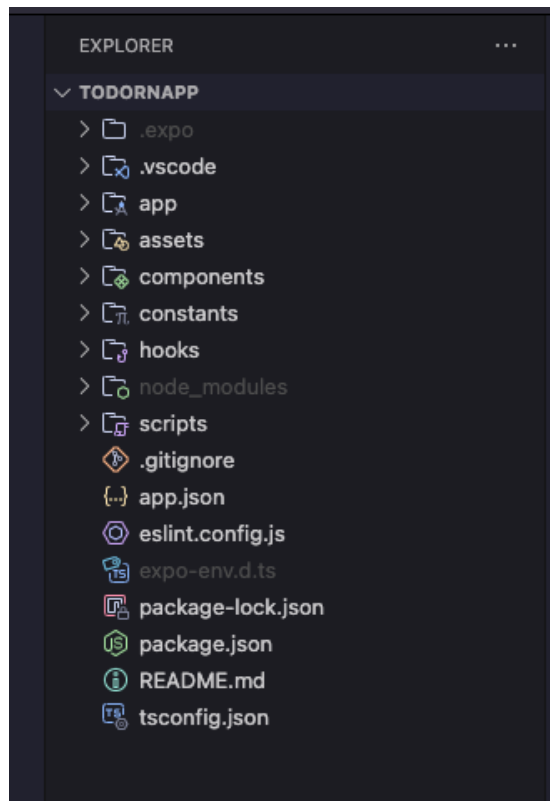 EXPLORER
TODORNAPP
.expo
.vscode
app
assets
components
constants
hooks
node_modules
scripts
.gitignore
app.json
eslint.config.js
expo-env.d.ts
package-lock.json
package.json
README.md
tsconfig.json